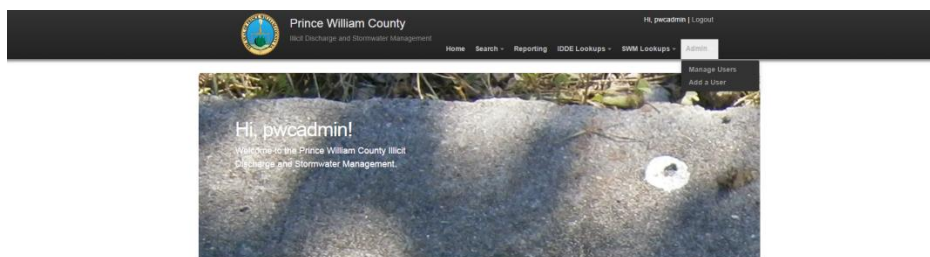 Prince William County
Hi, pwcadmin | Logout
Illicit Discharge and Stormwater Management
Home Search Reporting IDDE Lookups SWM Lookups Admin
Manage Users
Add a User
Hi, pwcadmin!
Welcome to the Prince William County Illicit
Discharge and Stormwater Management.